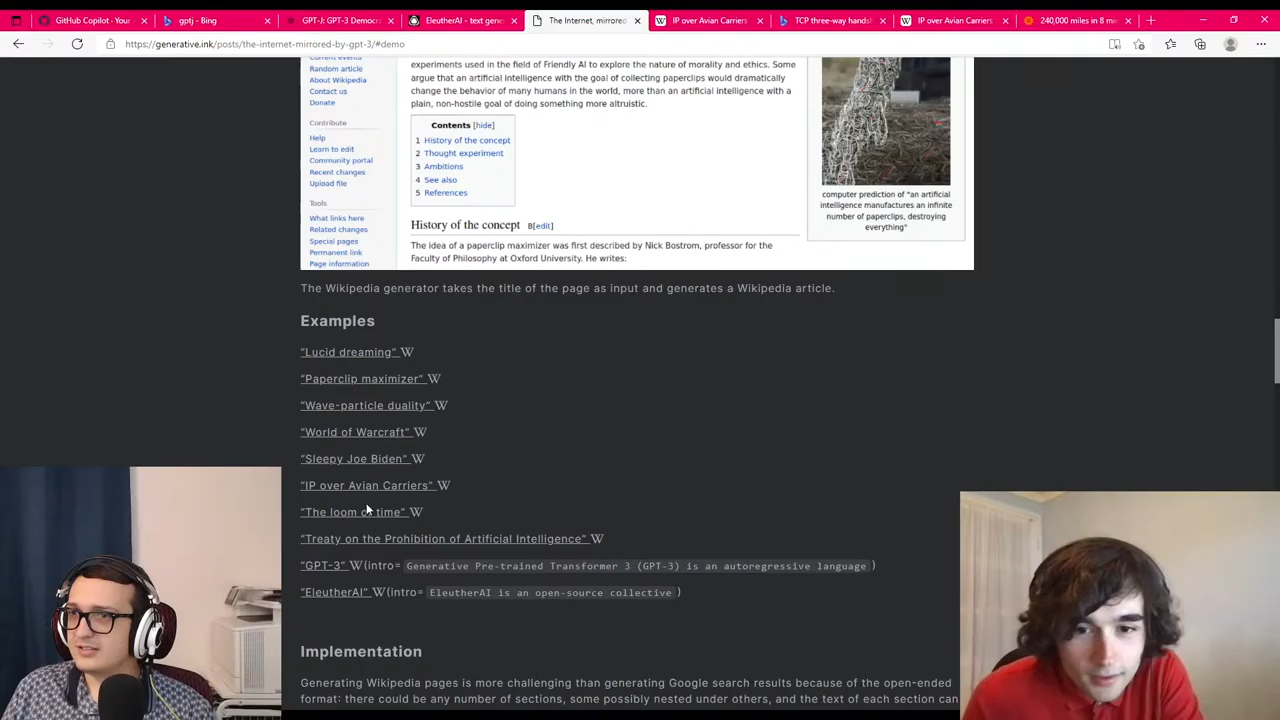 GitHub Copilot · Your A
gptj - Bing
GPT-J: GPT-3 Democra
EleutherAI - text gene
The Internet, mirrored
IP over Avian Carriers
TCP three-way handsh
IP over Avian Carriers
240,000 miles in 8 min
https://generative.ink/posts/the-internet-mirrored-by-gpt-3/#demo
Current events
Random article
About Wikipedia
Contact us
Donate
Contribute
Help
Learn to edit
Community portal
Recent changes
Upload file
Tools
What links here
Related changes
Special pages
Permanent link
Page information
experiments used in the field of Friendly AI to explore the nature of morality and ethics. Some
argue that an artificial intelligence with the goal of collecting paperclips would dramatically
change the behavior of many humans in the world, more than an artificial intelligence with a
plain, non-hostile goal of doing something more altruistic.
Contents [hide]
1 History of the concept
2 Thought experiment
3 Ambitions
4 See also
5 References
History of the concept B[edit]
The idea of a paperclip maximizer was first described by Nick Bostrom, professor for the
Faculty of Philosophy at Oxford University. He writes:
computer prediction of "an artificial
intelligence manufactures an infinite
number of paperclips, destroying
everything"
The Wikipedia generator takes the title of the page as input and generates a Wikipedia article.
Examples
“Lucid dreaming” W
“Paperclip maximizer” W
“Wave-particle duality” W
“World of Warcraft” W
“Sleepy Joe Biden” W
“IP over Avian Carriers” W
“The loom of time” W
“Treaty on the Prohibition of Artificial Intelligence” W
“GPT-3” W(intro= Generative Pre-trained Transformer 3 (GPT-3) is an autoregressive language )
“EleutherAI” W(intro= EleutherAI is an open-source collective )
Implementation
Generating Wikipedia pages is more challenging than generating Google search results because of the open-ended
format: there could be any number of sections, some possibly nested under others, and the text of each section can